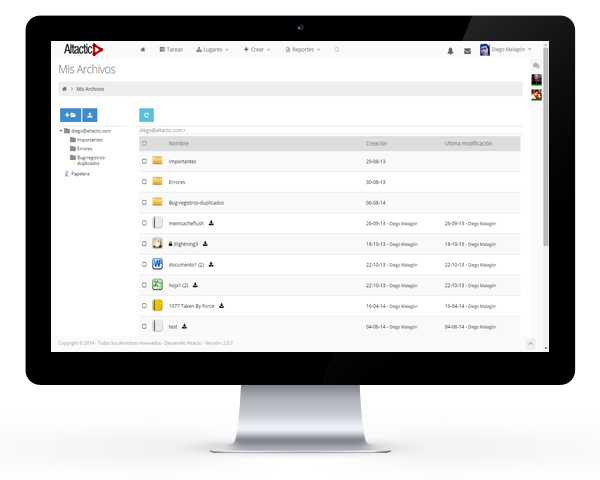 Altactic
Tareas
Lugares
Crear
Reportes
Diego Malagón
Mis Archivos
Mis Archivos
diego@altactic.com
Importantes
Errores
Bug-registros-
duplicados
Papelera
diego@altactic.com >
Nombre Creación Ultima modificación
Importantes 29-08-13
Errores 30-08-13
Bug-registros-duplicados 06-08-14
memcacheflush 26-09-13 - Diego Malagón 26-09-13 - Diego Malagón
3lightning3 18-10-13 - Diego Malagón 18-10-13 - Diego Malagón
documento1 (2) 22-10-13 - Diego Malagón 22-10-13 - Diego Malagón
hoja1 (2) 22-10-13 - Diego Malagón 22-10-13 - Diego Malagón
1977 Taken By Force 16-04-14 - Diego Malagón 16-04-14 - Diego Malagón
test 04-06-14 - Diego Malagón 04-06-14 - Diego Malagón
Copyright © 2014 - Todos los derechos reservados - Desarrollo Altactic - Versión: 2.0.7